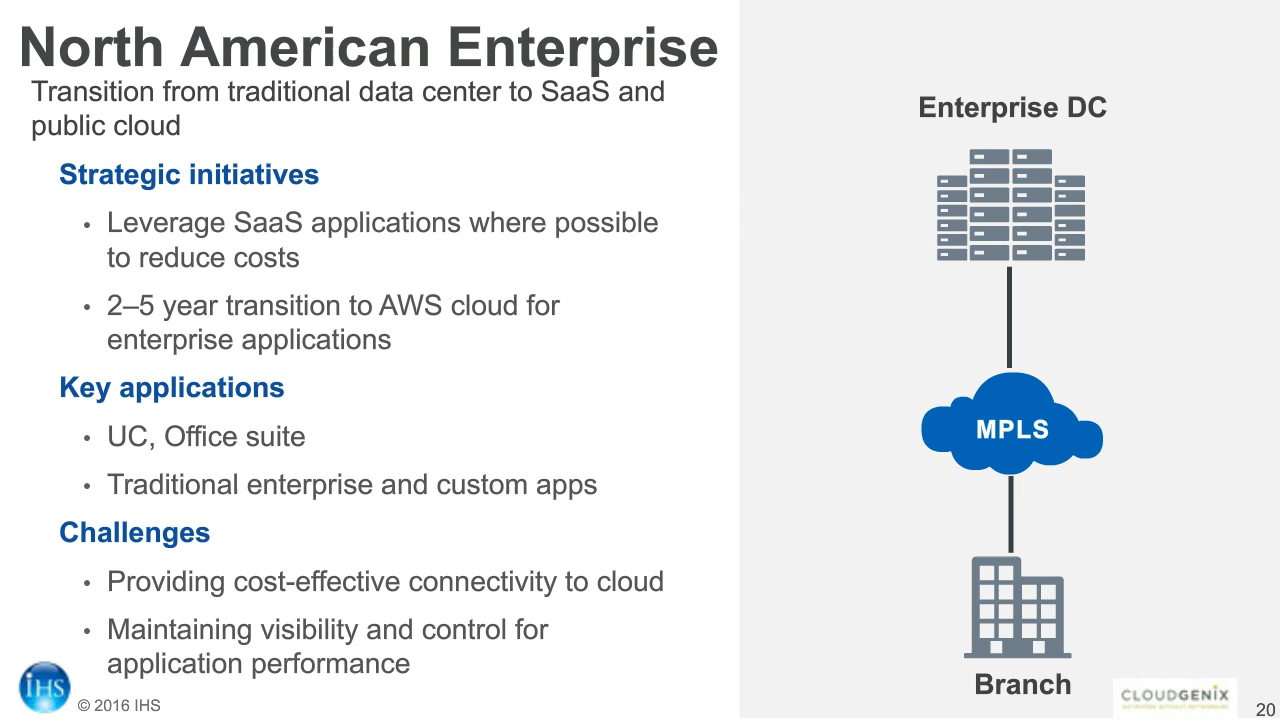 North American Enterprise
Transition from traditional data center to SaaS and
public cloud
Strategic initiatives
• Leverage SaaS applications where possible
to reduce costs
• 2–5 year transition to AWS cloud for
enterprise applications
Key applications
• UC, Office suite
• Traditional enterprise and custom apps
Challenges
• Providing cost-effective connectivity to cloud
• Maintaining visibility and control for
application performance
IHS
© 2016 IHS
Enterprise DC
MPLS
Branch
CLOUDGENIX
20